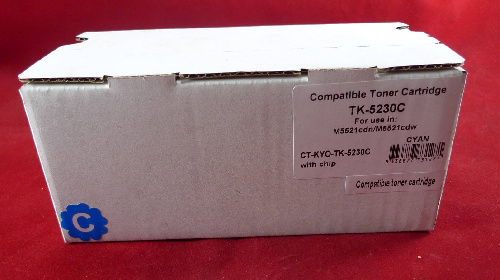 Compatible Toner Cartridge
TK-5230C
For use in:
M5521cdn/M5521cdw
CYAN
CT-KYO-TK-5230C
with chip
Compatible toner cartridge
C